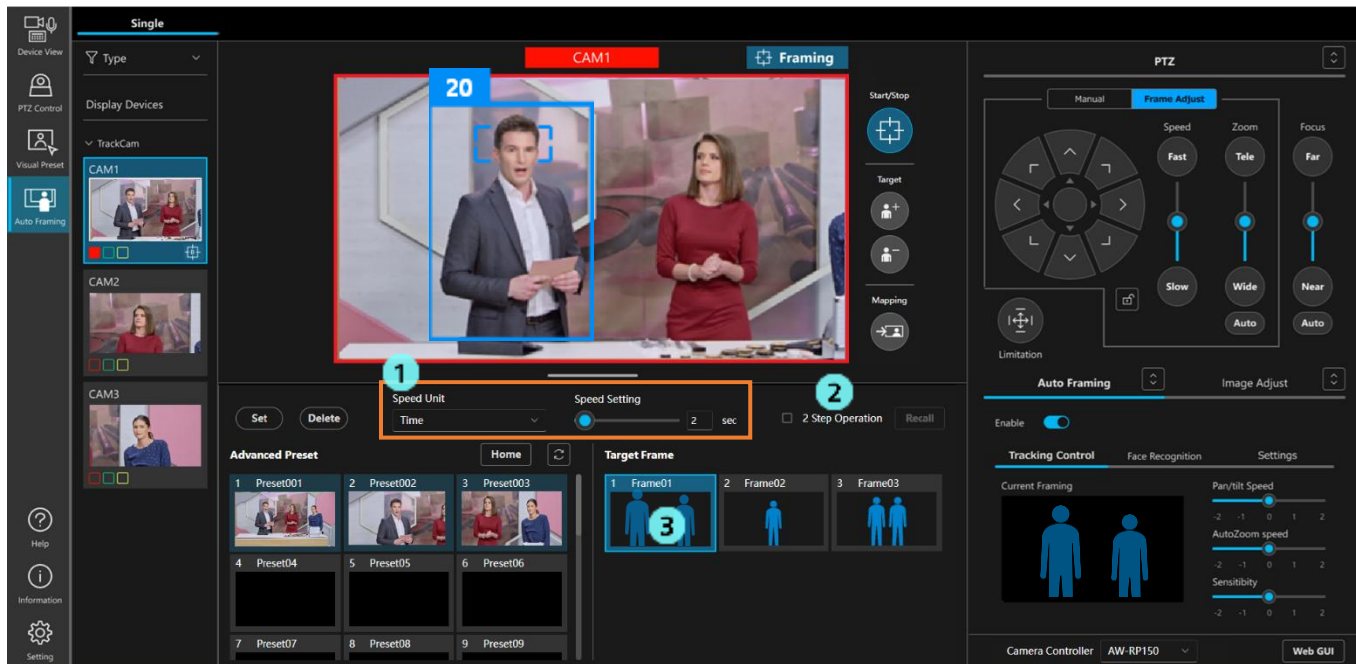 Device View
PTZ Control
Visual Preset
Auto Framing
Help
Information
Setting
Single
Type
Display Devices
TrackCam
CAM1
CAM2
CAM3
CAM1
Framing
20
Start/Stop
Target
Mapping
1
Speed Unit
Time
Speed Setting
2 sec
2
2 Step Operation
Recall
Set
Delete
Advanced Preset
Home
1 Preset001
2 Preset002
3 Preset003
4 Preset04
5 Preset05
6 Preset06
7 Preset07
8 Preset08
9 Preset09
Target Frame
1 Frame01
2 Frame02
3 Frame03
3
PTZ
Manual
Frame Adjust
Speed
Zoom
Focus
Fast
Tele
Far
Slow
Wide
Near
Auto
Auto
Limitation
Auto Framing
Image Adjust
Enable
Tracking Control
Face Recognition
Settings
Current Framing
Pan/tilt Speed
-2 -1 0 1 2
AutoZoom speed
-2 -1 0 1 2
Sensitibity
-2 -1 0 1 2
Camera Controller
AW-RP150
Web GUI